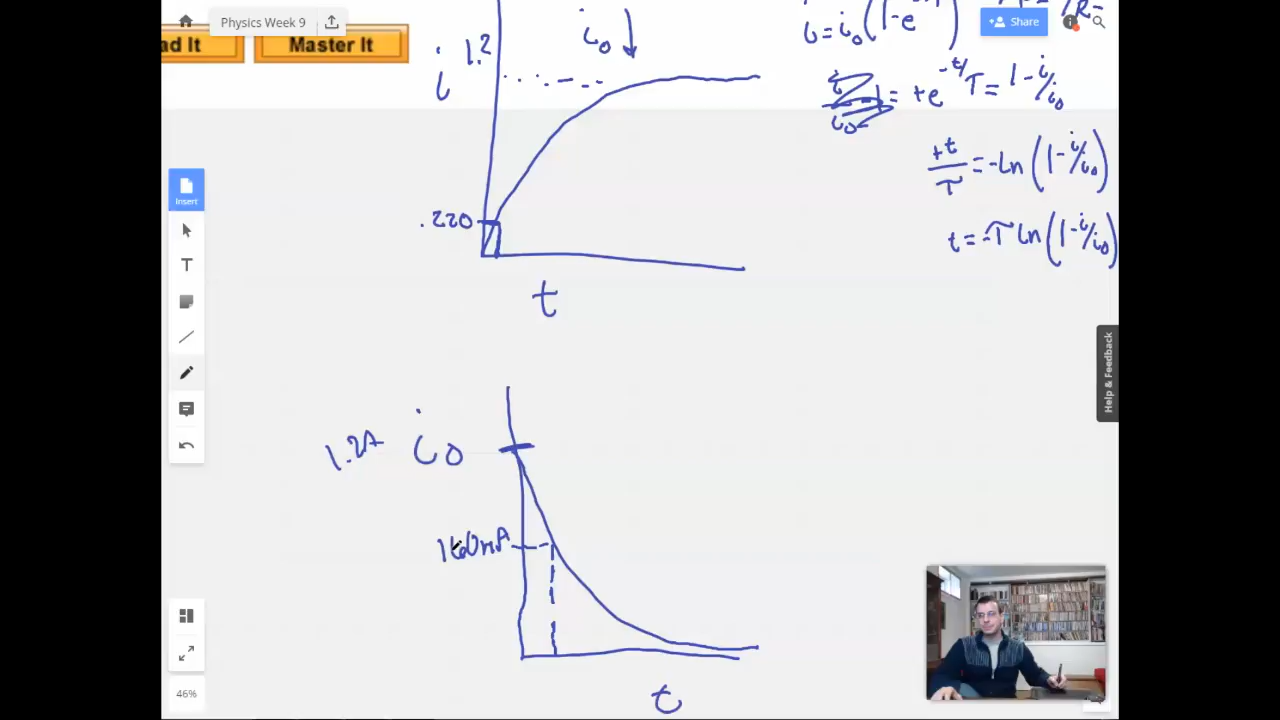 Physics Week 9
Share
ad It
Master It
i₀
1.2
i
i = i₀(1-e
= +e^-t/τ = 1 - i/i₀
+t/τ = -ln(1 - i/i₀)
t = -τ ln(1 - i/i₀)
.220
t
Insert
T
Help & Feedback
1.2A i₀
160mA
t
46%